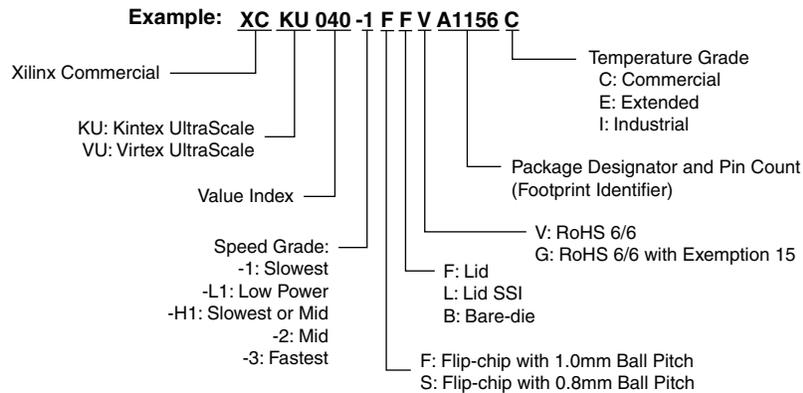 Example: XC KU 040 -1 F F V A1156 C
Xilinx Commercial
KU: Kintex UltraScale
VU: Virtex UltraScale
Value Index
Speed Grade:
-1: Slowest
-L1: Low Power
-H1: Slowest or Mid
-2: Mid
-3: Fastest
Temperature Grade
C: Commercial
E: Extended
I: Industrial
Package Designator and Pin Count
(Footprint Identifier)
V: RoHS 6/6
G: RoHS 6/6 with Exemption 15
F: Lid
L: Lid SSI
B: Bare-die
F: Flip-chip with 1.0mm Ball Pitch
S: Flip-chip with 0.8mm Ball Pitch